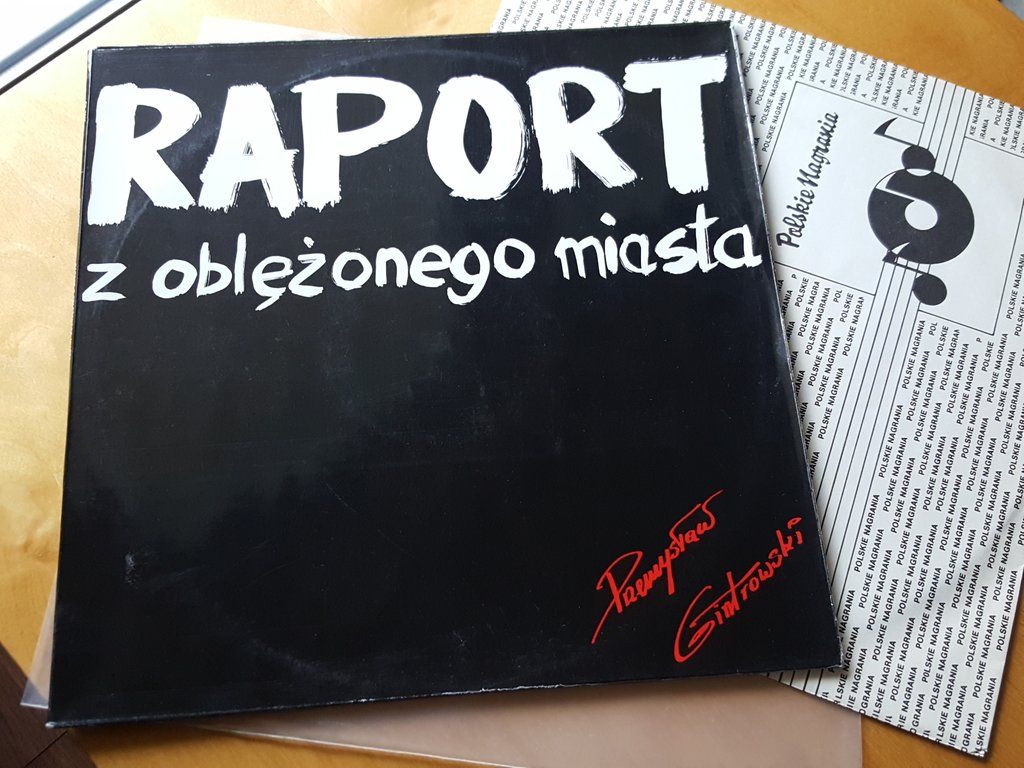 RAPORT
z oblężonego miasta
Przemysław
Gintrowski
Polskie Nagrania
POLSKIE NAGRANIA